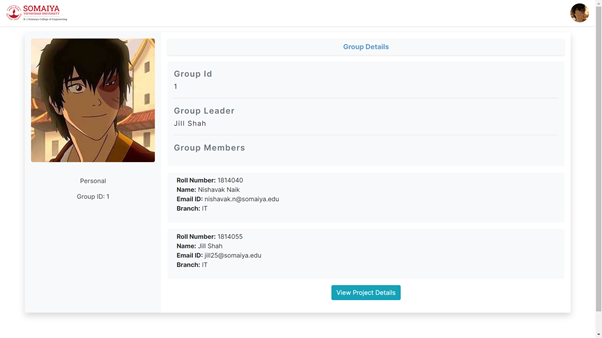 SOMAIYA
VIDYAVIHAR UNIVERSITY
K J Somaiya College of Engineering
Group Details
Personal
Group ID: 1
Group Id
1
Group Leader
Jill Shah
Group Members
Roll Number: 1814040
Name: Nishavak Naik
Email ID: nishavak.n@somaiya.edu
Branch: IT
Roll Number: 1814055
Name: Jill Shah
Email ID: jill25@somaiya.edu
Branch: IT
View Project Details